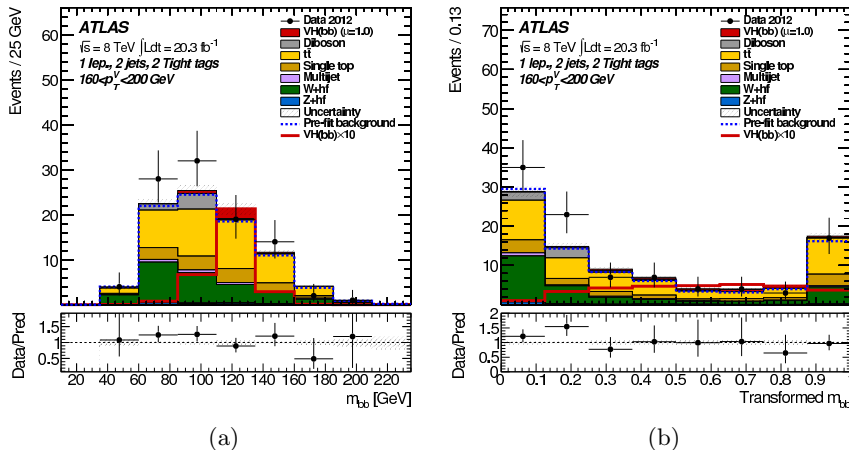 Events / 25 GeV
60
50
40
30
20
10
ATLAS
√s = 8 TeV ∫Ldt = 20.3 fb⁻¹
1 lep., 2 jets, 2 Tight tags
160<p_T^V<200 GeV
Data 2012
VH(bb) (μ=1.0)
Diboson
tt̄
Single top
Multijet
W+hf
Z+hf
Uncertainty
Pre-fit background
VH(bb)×10
Data/Pred
1.5
1
0.5
20 40 60 80 100 120 140 160 180 200 220
m_bb [GeV]
(a)
Events / 0.13
70
60
50
40
30
20
10
0
ATLAS
√s = 8 TeV ∫Ldt = 20.3 fb⁻¹
1 lep., 2 jets, 2 Tight tags
160<p_T^V<200 GeV
Data 2012
VH(bb) (μ=1.0)
Diboson
tt̄
Single top
Multijet
W+hf
Z+hf
Uncertainty
Pre-fit background
VH(bb)×10
Data/Pred
2
1.5
1
0.5
0
0 0.1 0.2 0.3 0.4 0.5 0.6 0.7 0.8 0.9 1
Transformed m_bb
(b)